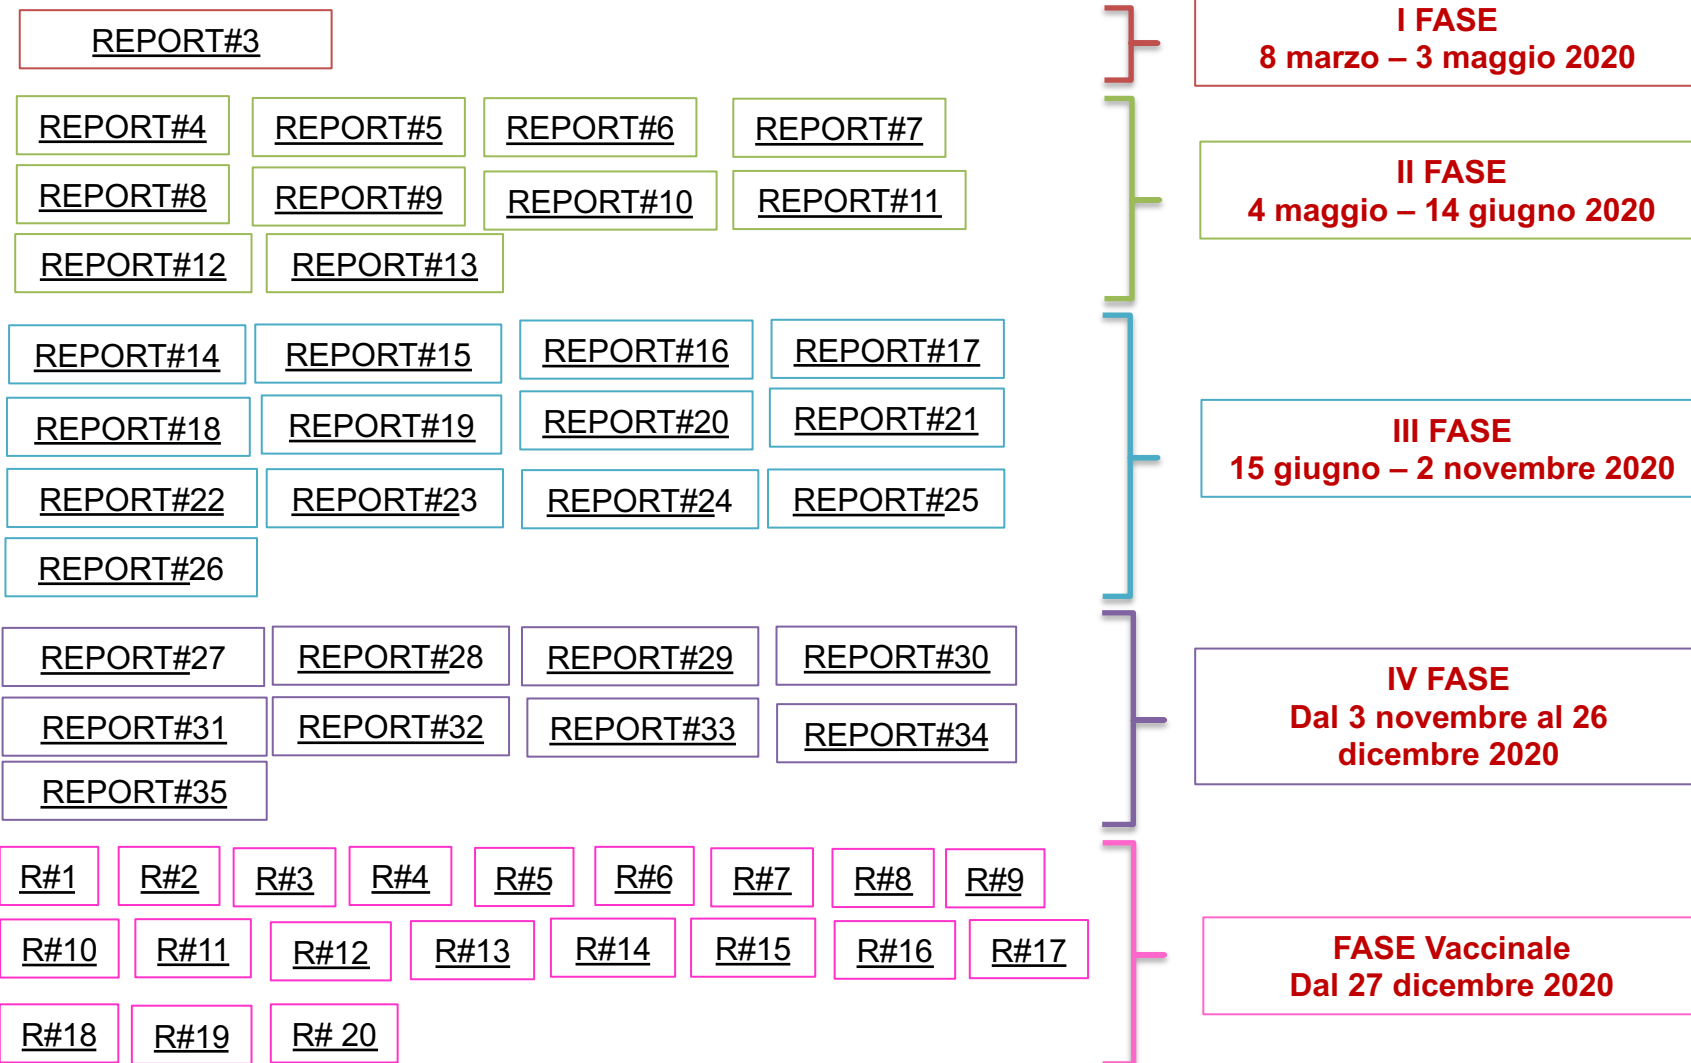 REPORT#3
I FASE
8 marzo – 3 maggio 2020
REPORT#4 REPORT#5 REPORT#6 REPORT#7
REPORT#8 REPORT#9 REPORT#10 REPORT#11
REPORT#12 REPORT#13
II FASE
4 maggio – 14 giugno 2020
REPORT#14 REPORT#15 REPORT#16 REPORT#17
REPORT#18 REPORT#19 REPORT#20 REPORT#21
REPORT#22 REPORT#23 REPORT#24 REPORT#25
REPORT#26
III FASE
15 giugno – 2 novembre 2020
REPORT#27 REPORT#28 REPORT#29 REPORT#30
REPORT#31 REPORT#32 REPORT#33 REPORT#34
REPORT#35
IV FASE
Dal 3 novembre al 26
dicembre 2020
R#1 R#2 R#3 R#4 R#5 R#6 R#7 R#8 R#9
R#10 R#11 R#12 R#13 R#14 R#15 R#16 R#17
R#18 R#19 R# 20
FASE Vaccinale
Dal 27 dicembre 2020